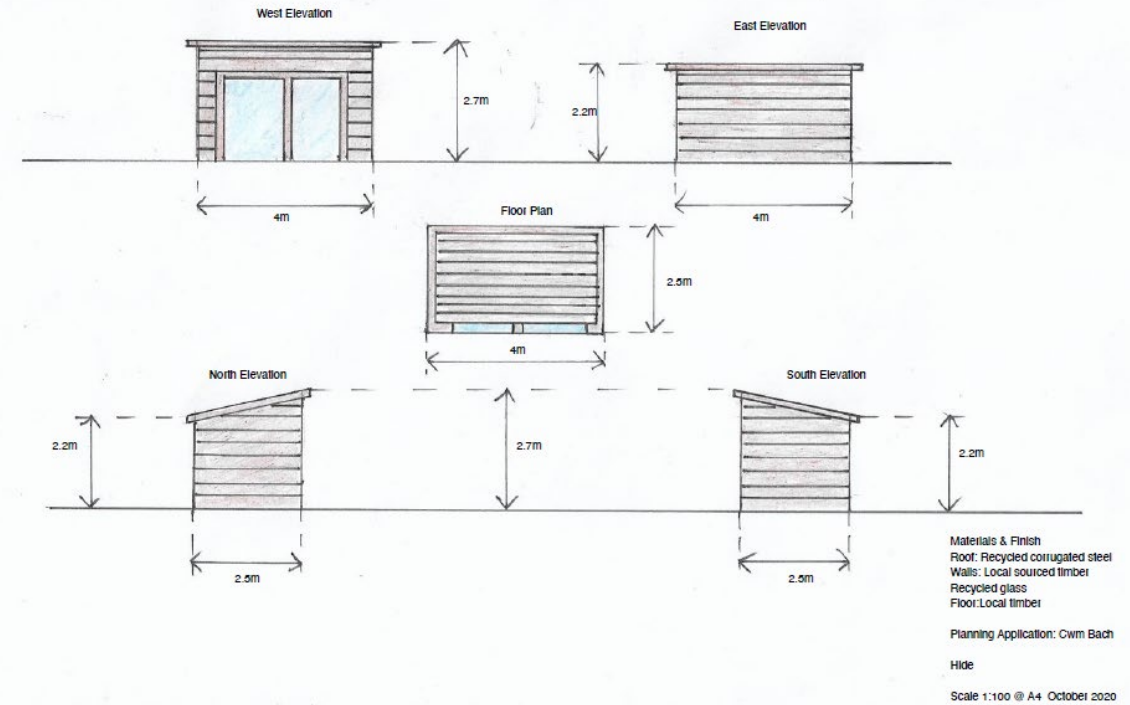 West Elevation
East Elevation
2.7m
2.2m
4m
4m
Floor Plan
2.5m
4m
North Elevation
South Elevation
2.2m
2.7m
2.2m
2.5m
2.5m
Materials & Finish
Roof: Recycled corrugated steel
Walls: Local sourced timber
Recycled glass
Floor:Local timber
Planning Application: Cwm Bach
Hide
Scale 1:100 @ A4 October 2020